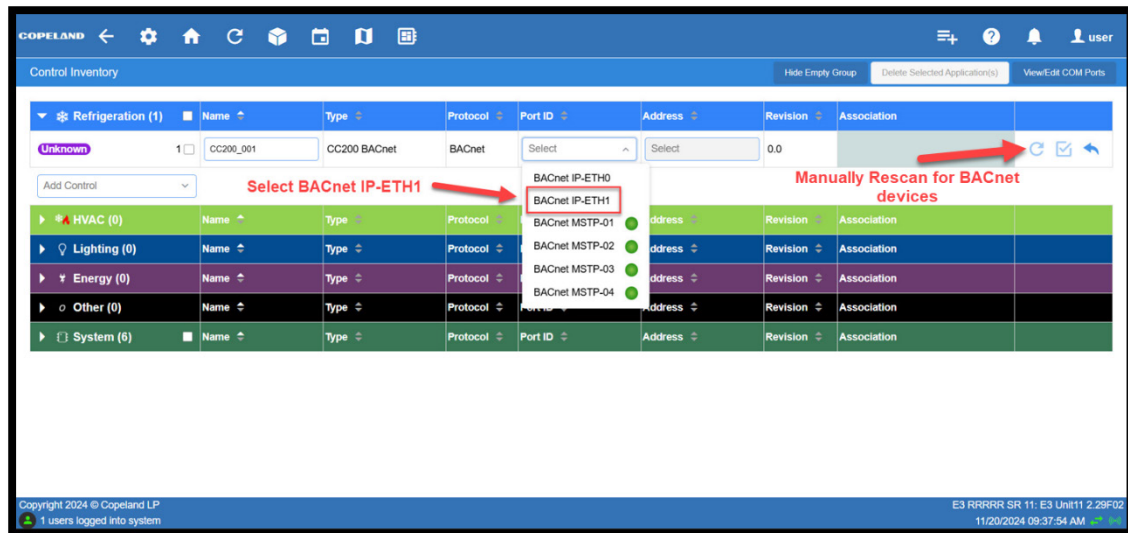 COPELAND
user
Control Inventory
Hide Empty Group
Delete Selected Application(s)
View/Edit COM Ports
Refrigeration (1) Name Type Protocol Port ID Address Revision Association
Unknown 1 CC200_001 CC200 BACnet BACnet Select Select 0.0
Add Control
Select BACnet IP-ETH1
Manually Rescan for BACnet
devices
BACnet IP-ETH0
BACnet IP-ETH1
BACnet MSTP-01
BACnet MSTP-02
BACnet MSTP-03
BACnet MSTP-04
HVAC (0) Name Type Protocol Address Revision Association
Lighting (0) Name Type Protocol Address Revision Association
Energy (0) Name Type Protocol Address Revision Association
Other (0) Name Type Protocol Port ID Address Revision Association
System (6) Name Type Protocol Port ID Address Revision Association
Copyright 2024 © Copeland LP
1 users logged into system
E3 RRRRR SR 11: E3 Unit11 2.29F02
11/20/2024 09:37:54 AM